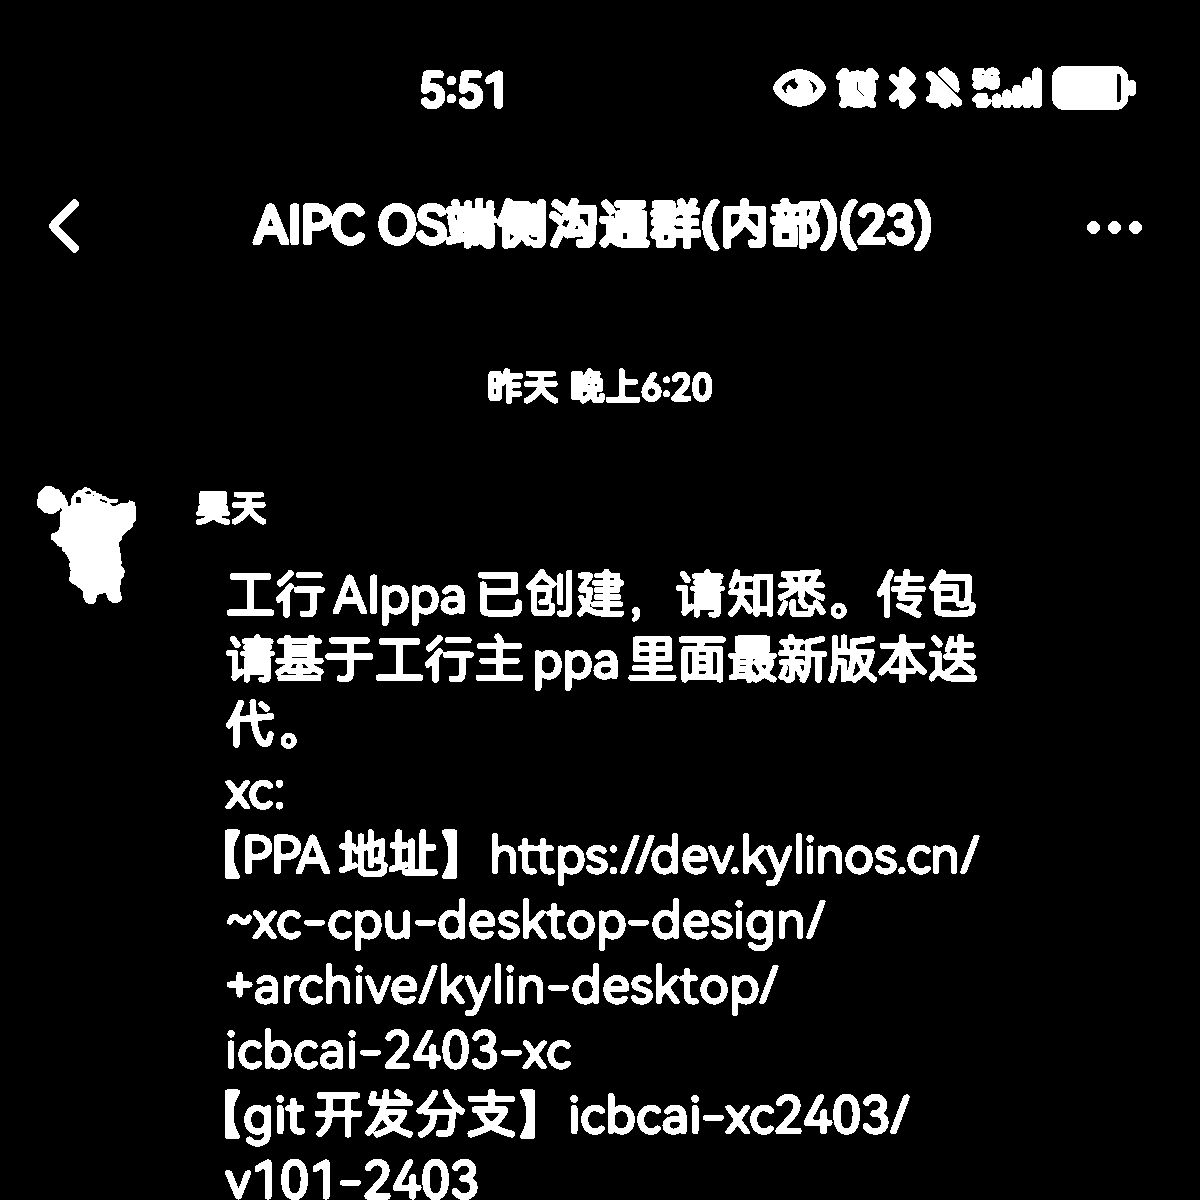 5:51
5G
AIPC OS端侧沟通群(内部)(23)
昨天 晚上6:20
昊天
工行 AIppa 已创建，请知悉。传包
请基于工行主 ppa 里面最新版本迭
代。
xc:
【PPA 地址】https://dev.kylinos.cn/
~xc-cpu-desktop-design/
+archive/kylin-desktop/
icbcai-2403-xc
【git 开发分支】icbcai-xc2403/
v101-2403